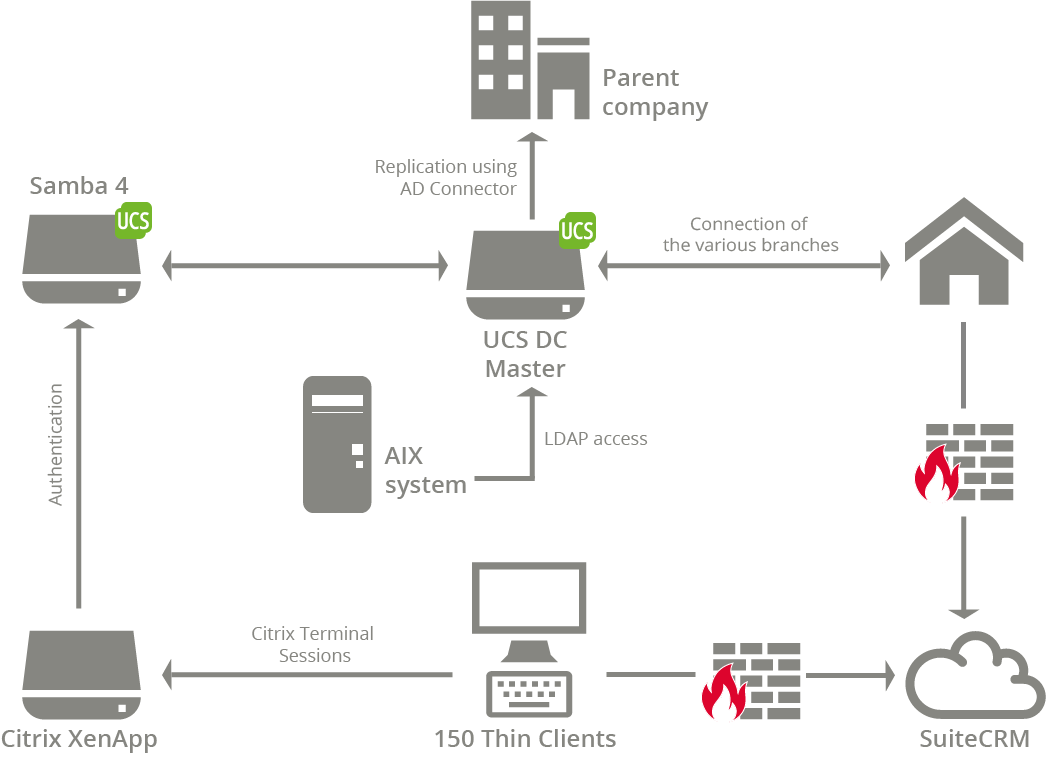 Parent
company
Replication using
AD Connector
Samba 4
UCS
UCS
Connection of
the various branches
UCS DC
Master
Authentication
AIX
system
LDAP access
Citrix Terminal
Sessions
Citrix XenApp
150 Thin Clients
SuiteCRM